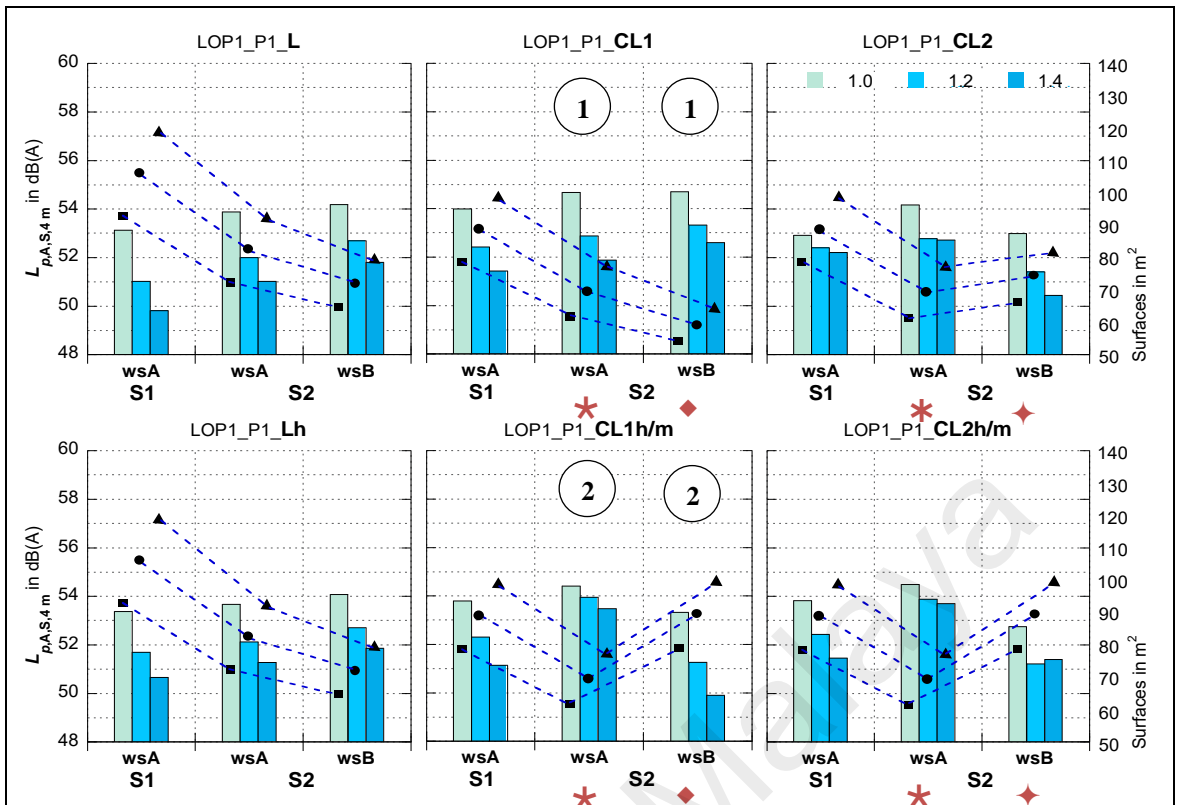 LOP1_P1_L LOP1_P1_CL1 LOP1_P1_CL2
1.0 1.2 1.4
60 58 56 54 52 50 48
Lp,A,S,4 m in dB(A)
1 1
140 130 120 110 100 90 80 70 60 50
Surfaces in m2
wsA wsA wsB wsA wsA wsB wsA wsA wsB
S1 S2 S1 S2 S1 S2
LOP1_P1_Lh LOP1_P1_CL1h/m LOP1_P1_CL2h/m
60 58 56 54 52 50 48
Lp,A,S,4 m in dB(A)
2 2
140 130 120 110 100 90 80 70 60 50
Surfaces in m2
wsA wsA wsB wsA wsA wsB wsA wsA wsB
S1 S2 S1 S2 S1 S2
Malaya